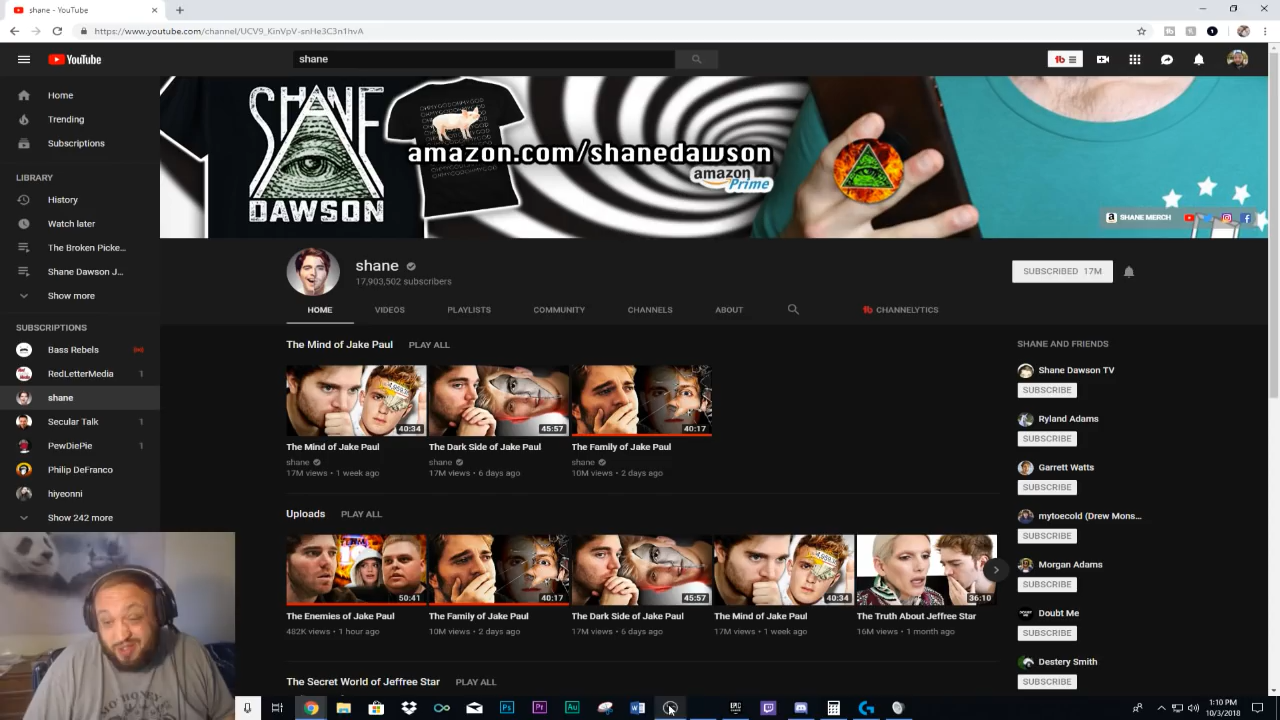 shane - YouTube
https://www.youtube.com/channel/UCV9_KinVpV-snHe3C3n1hvA
YouTube
shane
Home
Trending
Subscriptions
LIBRARY
History
Watch later
The Broken Picke...
Shane Dawson J...
Show more
SUBSCRIPTIONS
Bass Rebels
RedLetterMedia 1
shane
Secular Talk 1
PewDiePie 1
Philip DeFranco
hiyeonni
Show 242 more
SHANE
DAWSON
amazon.com/shanedawson
amazon
Prime
SHANE MERCH
shane
17,903,502 subscribers
SUBSCRIBED 17M
HOME VIDEOS PLAYLISTS COMMUNITY CHANNELS ABOUT CHANNELYTICS
The Mind of Jake Paul PLAY ALL
40:34 45:57 40:17
The Mind of Jake Paul The Dark Side of Jake Paul The Family of Jake Paul
shane shane shane
17M views • 1 week ago 17M views • 6 days ago 10M views • 2 days ago
Uploads PLAY ALL
50:41 40:17 45:57 40:34 36:10
The Enemies of Jake Paul The Family of Jake Paul The Dark Side of Jake Paul The Mind of Jake Paul The Truth About Jeffree Star
482K views • 1 hour ago 10M views • 2 days ago 17M views • 6 days ago 17M views • 1 week ago 16M views • 1 month ago
The Secret World of Jeffree Star PLAY ALL
SHANE AND FRIENDS
Shane Dawson TV
SUBSCRIBE
Ryland Adams
SUBSCRIBE
Garrett Watts
SUBSCRIBE
mytoecold (Drew Mons...
SUBSCRIBE
Morgan Adams
SUBSCRIBE
Doubt Me
SUBSCRIBE
Destery Smith
SUBSCRIBE
Ps Pr Au
1:10 PM
10/3/2018